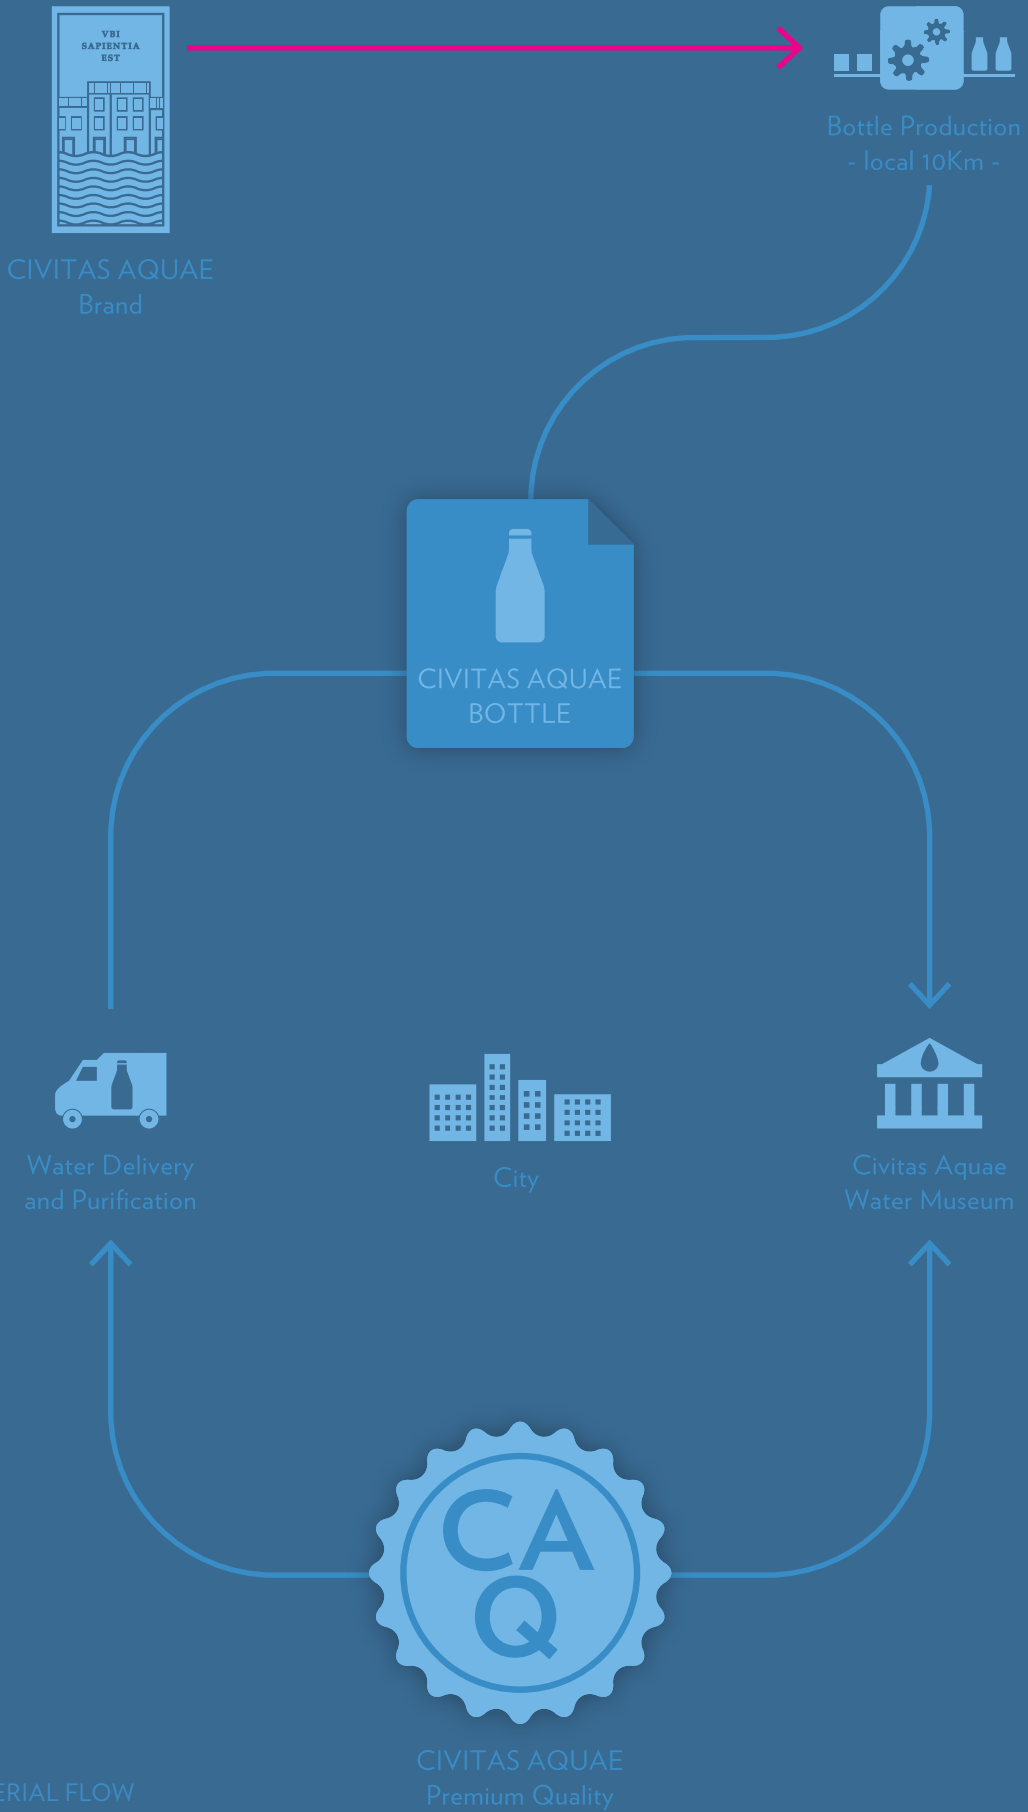 VBI
SAPIENTIA
EST
CIVITAS AQUAE
Brand
Bottle Production
- local 10Km -
CIVITAS AQUAE
BOTTLE
Water Delivery
and Purification
City
Civitas Aquae
Water Museum
CA
Q
CIVITAS AQUAE
Premium Quality
ERIAL FLOW